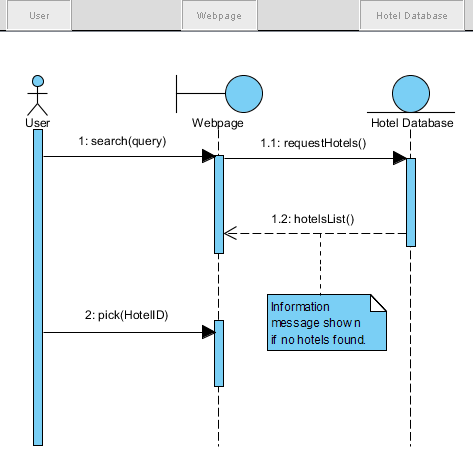 User
Webpage
Hotel Database
User
Webpage
Hotel Database
1: search(query)
1.1: requestHotels()
1.2: hotelsList()
Information
message shown
if no hotels found.
2: pick(HotelID)